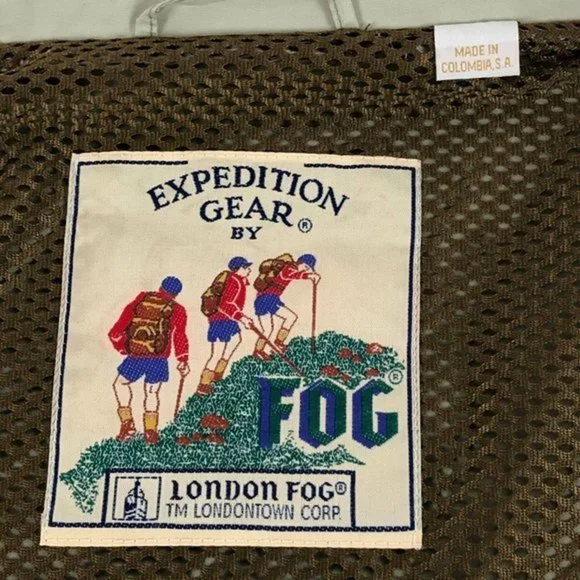 MADE IN
COLOMBIA, S.A.
EXPEDITION
GEAR®
BY
FOG®
LONDON FOG®
TM LONDONTOWN CORP.